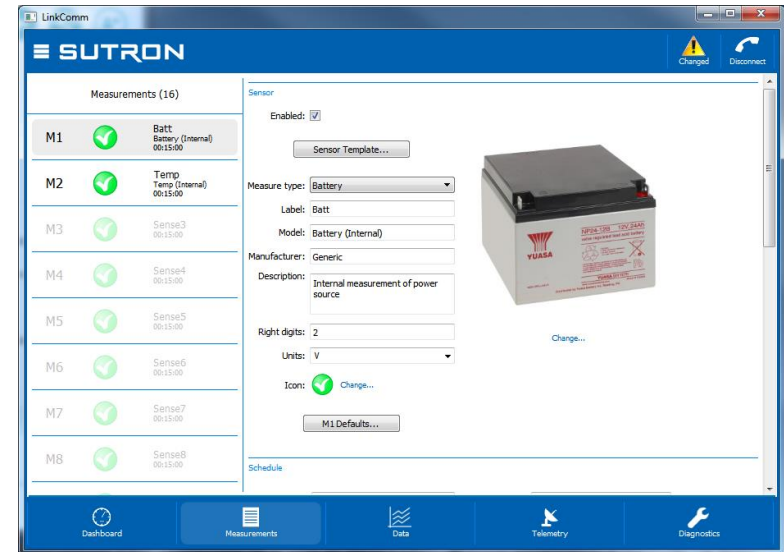 LinkComm
SUTRON
Changed
Disconnect
Measurements (16)
M1
Batt
Battery (Internal)
00:15:00
M2
Temp
Temp (Internal)
00:15:00
M3
Sense3
00:15:00
M4
Sense4
00:15:00
M5
Sense5
00:15:00
M6
Sense6
00:15:00
M7
Sense7
00:15:00
M8
Sense8
00:15:00
Sensor
Enabled:
Sensor Template...
Measure type: Battery
Label: Batt
Model: Battery (Internal)
Manufacturer: Generic
Description: Internal measurement of power
source
Right digits: 2
Units: V
Icon: Change...
M1 Defaults...
NP24-12B 12V,24Ah
YUASA
Change...
Schedule
Dashboard
Measurements
Data
Telemetry
Diagnostics